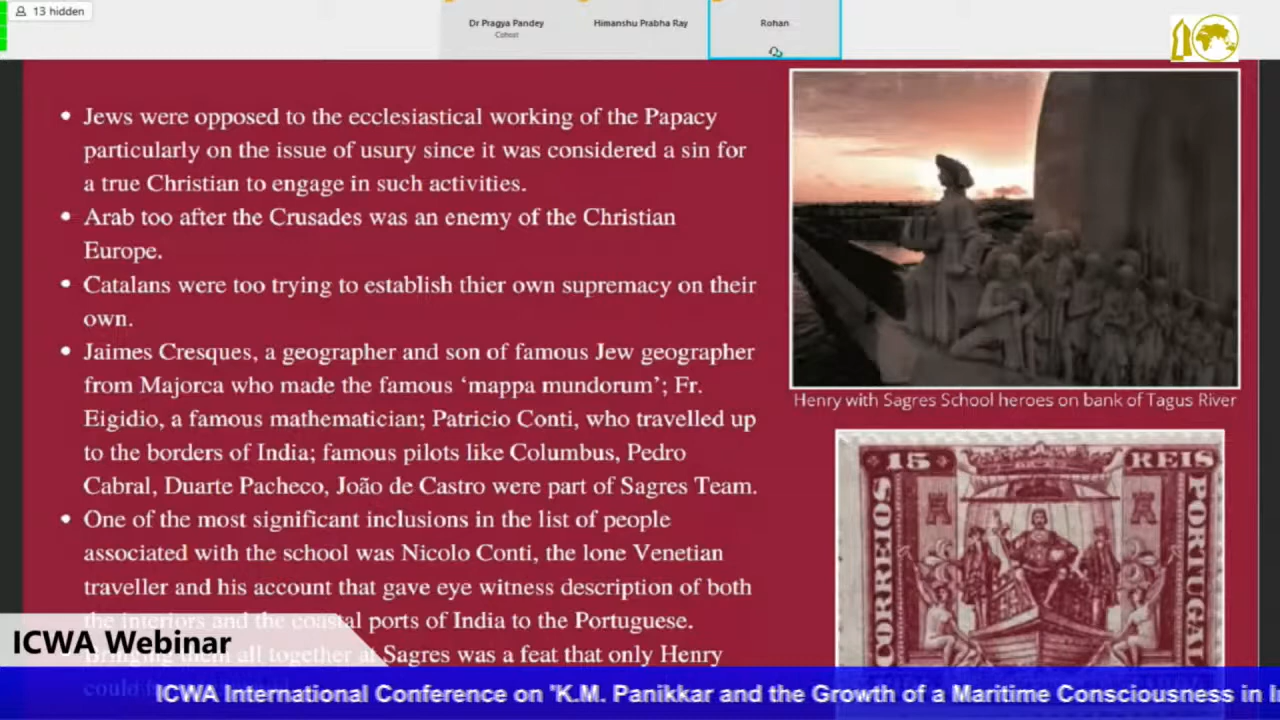 13 hidden
Dr Pragya Pandey
Cohost
Himanshu Prabha Ray
Rohan
10
• Jews were opposed to the ecclesiastical working of the Papacy
particularly on the issue of usury since it was considered a sin for
a true Christian to engage in such activities.
• Arab too after the Crusades was an enemy of the Christian
Europe.
• Catalans were too trying to establish thier own supremacy on their
own.
• Jaimes Cresques, a geographer and son of famous Jew geographer
from Majorca who made the famous ‘mappa mundorum’; Fr.
Eigidio, a famous mathematician; Patricio Conti, who travelled up
to the borders of India; famous pilots like Columbus, Pedro
Cabral, Duarte Pacheco, João de Castro were part of Sagres Team.
• One of the most significant inclusions in the list of people
associated with the school was Nicolo Conti, the lone Venetian
traveller and his account that gave eye witness description of both
the interiors and the coastal ports of India to the Portuguese.
Bringing them all together at Sagres was a feat that only Henry
could
Henry with Sagres School heroes on bank of Tagus River
15 REIS
CORREIOS
PORTUGAL
ICWA Webinar
ICWA International Conference on 'K.M. Panikkar and the Growth of a Maritime Consciousness in